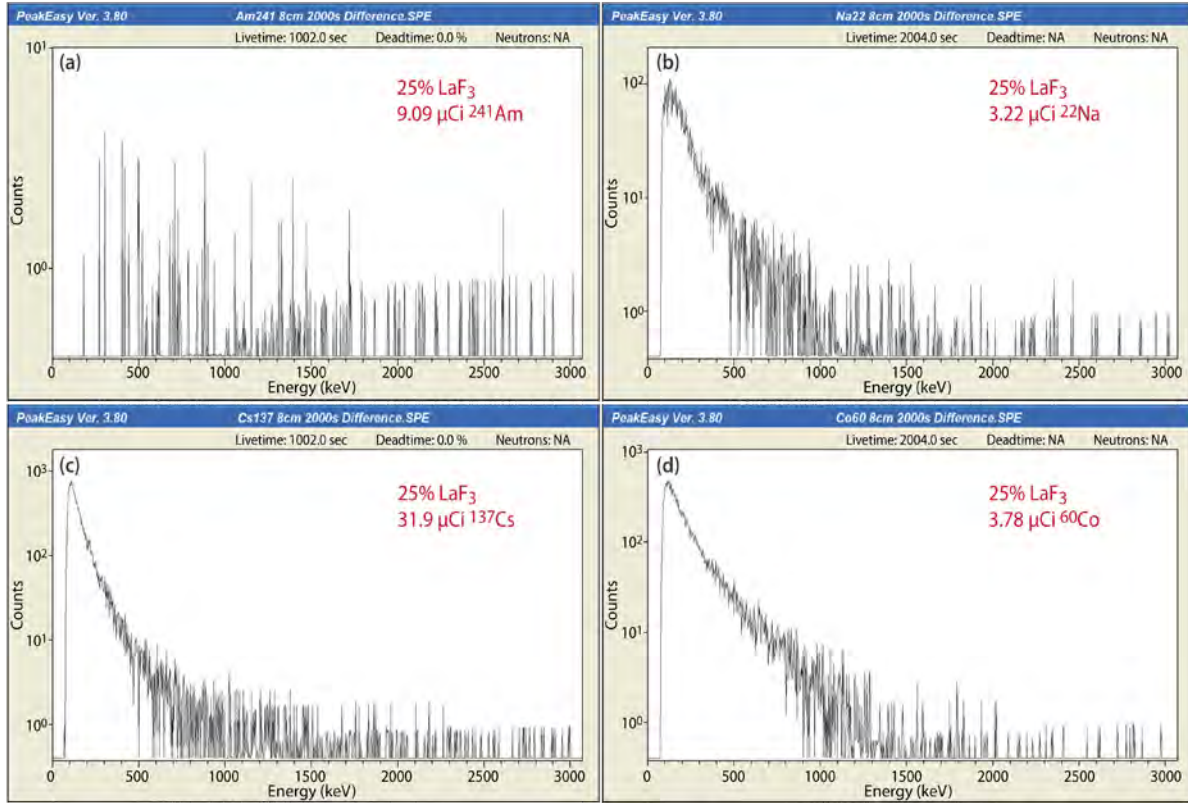 PeakEasy Ver. 3.80 Am241 8cm 2000s Difference.SPE
Livetime: 1002.0 sec Deadtime: 0.0 % Neutrons: NA
(a)
25% LaF3
9.09 μCi 241Am
Counts
10¹
10⁰
0 500 1000 1500 2000 2500 3000
Energy (keV)
PeakEasy Ver. 3.80 Na22 8cm 2000s Difference.SPE
Livetime: 2004.0 sec Deadtime: NA Neutrons: NA
(b)
25% LaF3
3.22 μCi 22Na
Counts
10²
10¹
10⁰
0 500 1000 1500 2000 2500 3000
Energy (keV)
PeakEasy Ver. 3.80 Cs137 8cm 2000s Difference.SPE
Livetime: 1002.0 sec Deadtime: 0.0 % Neutrons: NA
(c)
25% LaF3
31.9 μCi 137Cs
Counts
10³
10²
10¹
10⁰
0 500 1000 1500 2000 2500 3000
Energy (keV)
PeakEasy Ver. 3.80 Co60 8cm 2000s Difference.SPE
Livetime: 2004.0 sec Deadtime: NA Neutrons: NA
(d)
25% LaF3
3.78 μCi 60Co
Counts
10³
10²
10¹
10⁰
0 500 1000 1500 2000 2500 3000
Energy (keV)